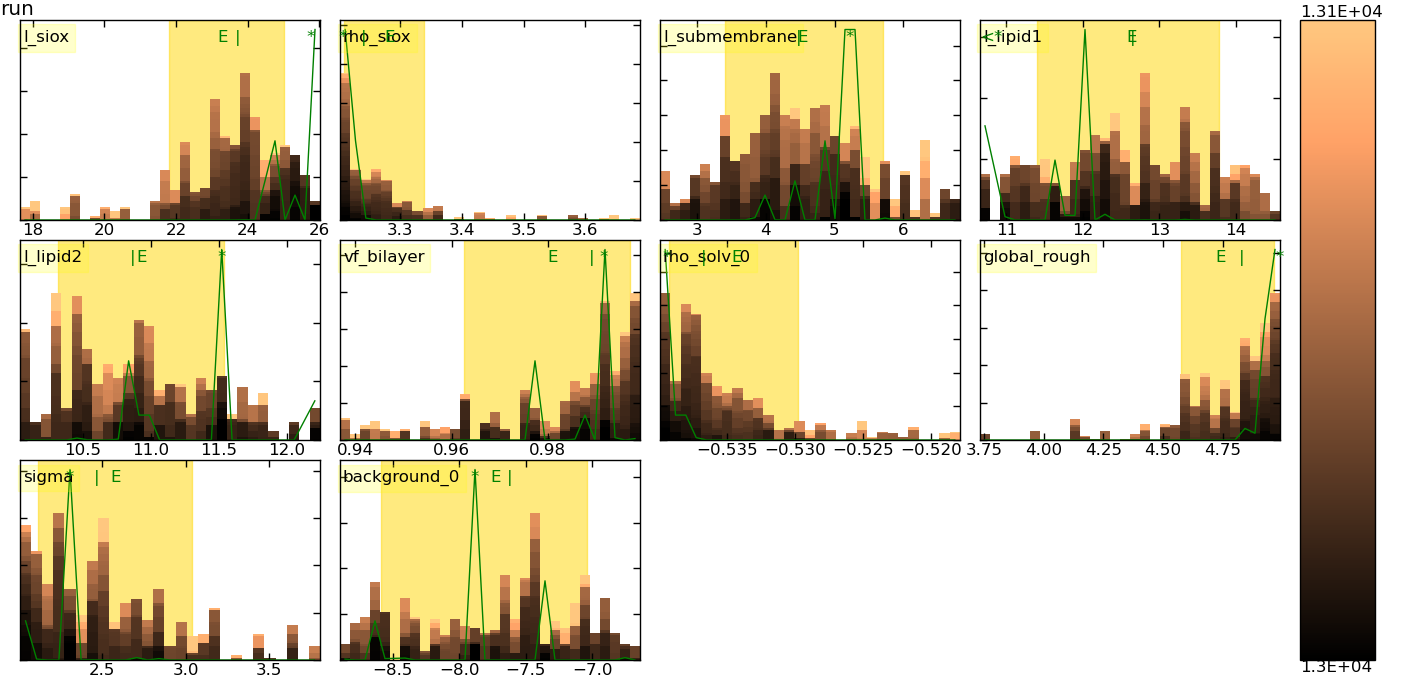 run
1.31E+04
l_siox
E |
*
rho_siox
E
l_submembrane
E
*
l_lipid1
E
18 20 22 24 26
3.3 3.4 3.5 3.6
3 4 5 6
11 12 13 14
l_lipid2
| E
*
vf_bilayer
E
| *
rho_solv_0
E
global_rough
E |
*
10.5 11.0 11.5 12.0
0.94 0.96 0.98
−0.535 −0.530 −0.525 −0.520
3.75 4.00 4.25 4.50 4.75
sigma
*
| E
background_0
*
E |
2.5 3.0 3.5
−8.5 −8.0 −7.5 −7.0
1.3E+04